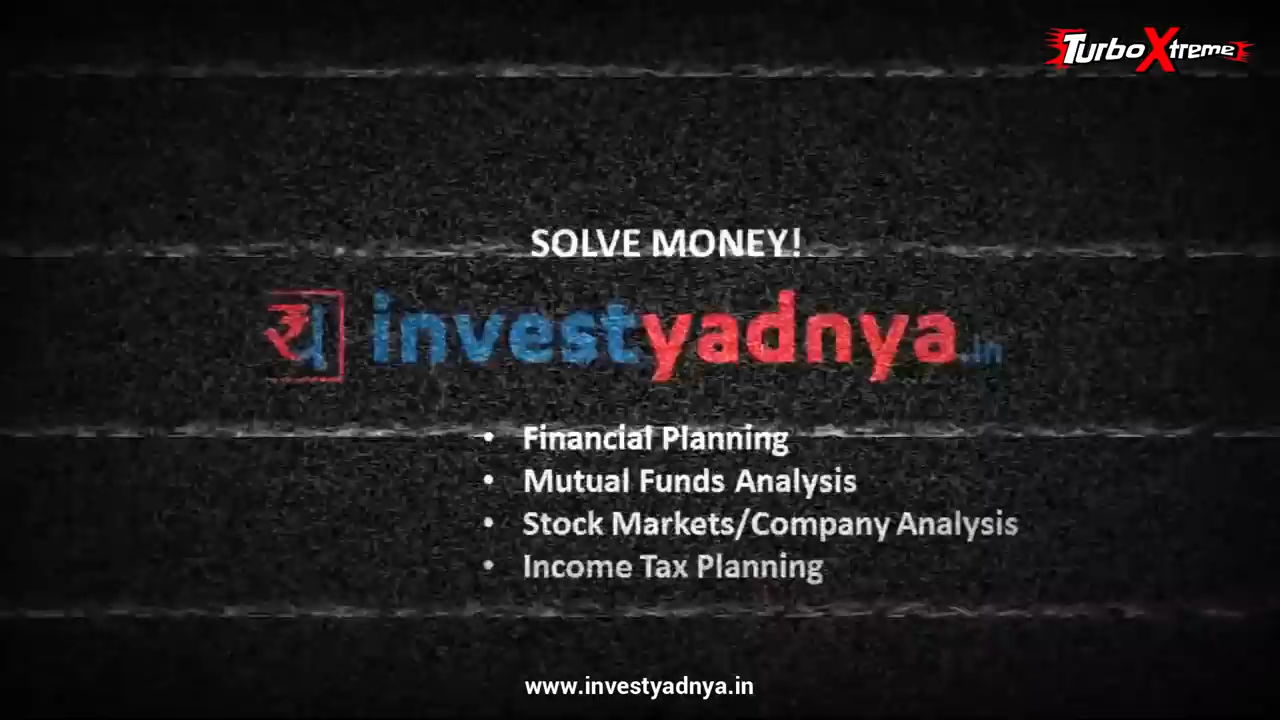 TurboXtreme
SOLVE MONEY!
investyadnya.in
• Financial Planning
• Mutual Funds Analysis
• Stock Markets/Company Analysis
• Income Tax Planning
www.investyadnya.in